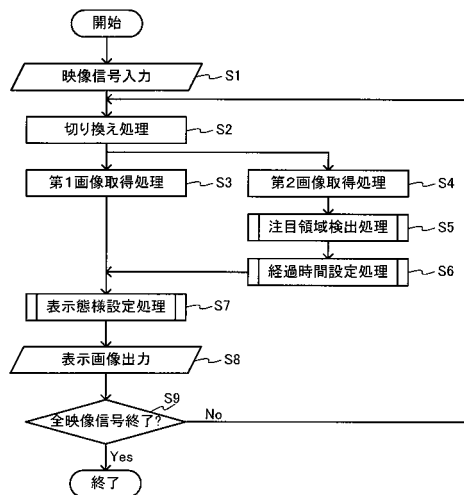 開始
映像信号入力 S1
切り換え処理 S2
第1画像取得処理 S3
第2画像取得処理 S4
注目領域検出処理 S5
経過時間設定処理 S6
表示態様設定処理 S7
表示画像出力 S8
S9
全映像信号終了? No
Yes
終了